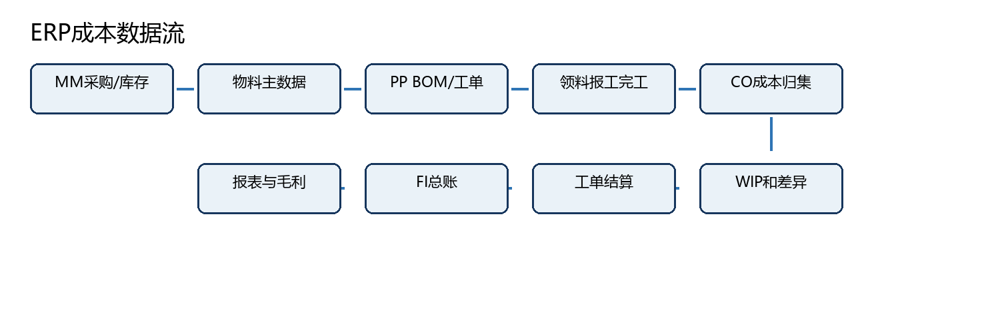 ERP成本数据流
MM采购/库存
物料主数据
PP BOM/工单
领料报工完工
CO成本归集
报表与毛利
FI总账
工单结算
WIP和差异